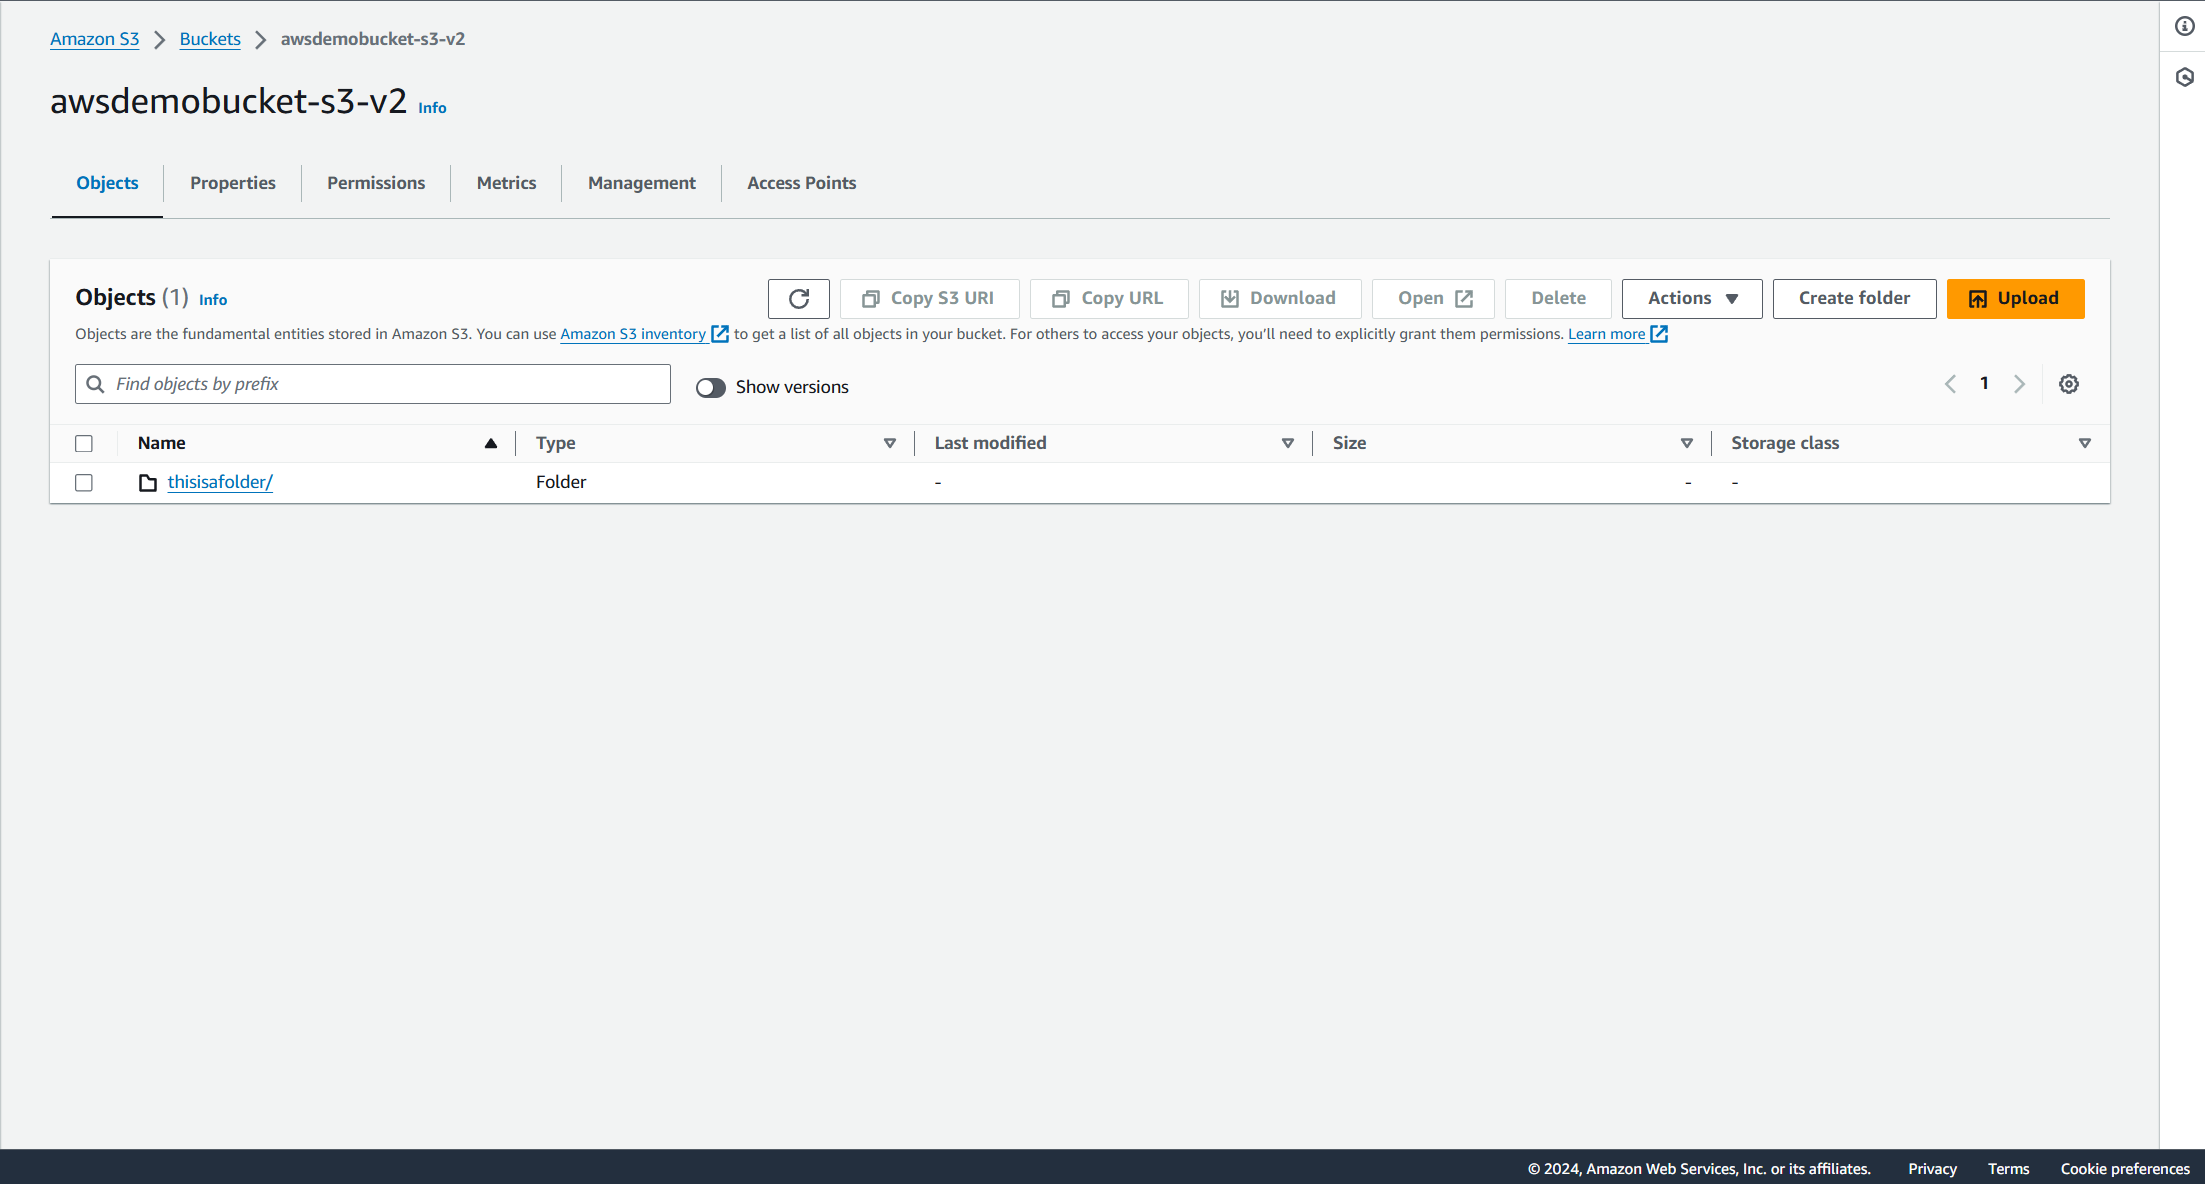 Amazon S3 > Buckets > awsdemobucket-s3-v2
awsdemobucket-s3-v2 Info
Objects Properties Permissions Metrics Management Access Points
Objects (1) Info Copy S3 URI Copy URL Download Open Delete Actions Create folder Upload
Objects are the fundamental entities stored in Amazon S3. You can use Amazon S3 inventory to get a list of all objects in your bucket. For others to access your objects, you’ll need to explicitly grant them permissions. Learn more
Find objects by prefix Show versions 1
Name Type Last modified Size Storage class
thisisafolder/ Folder - - -
© 2024, Amazon Web Services, Inc. or its affiliates. Privacy Terms Cookie preferences